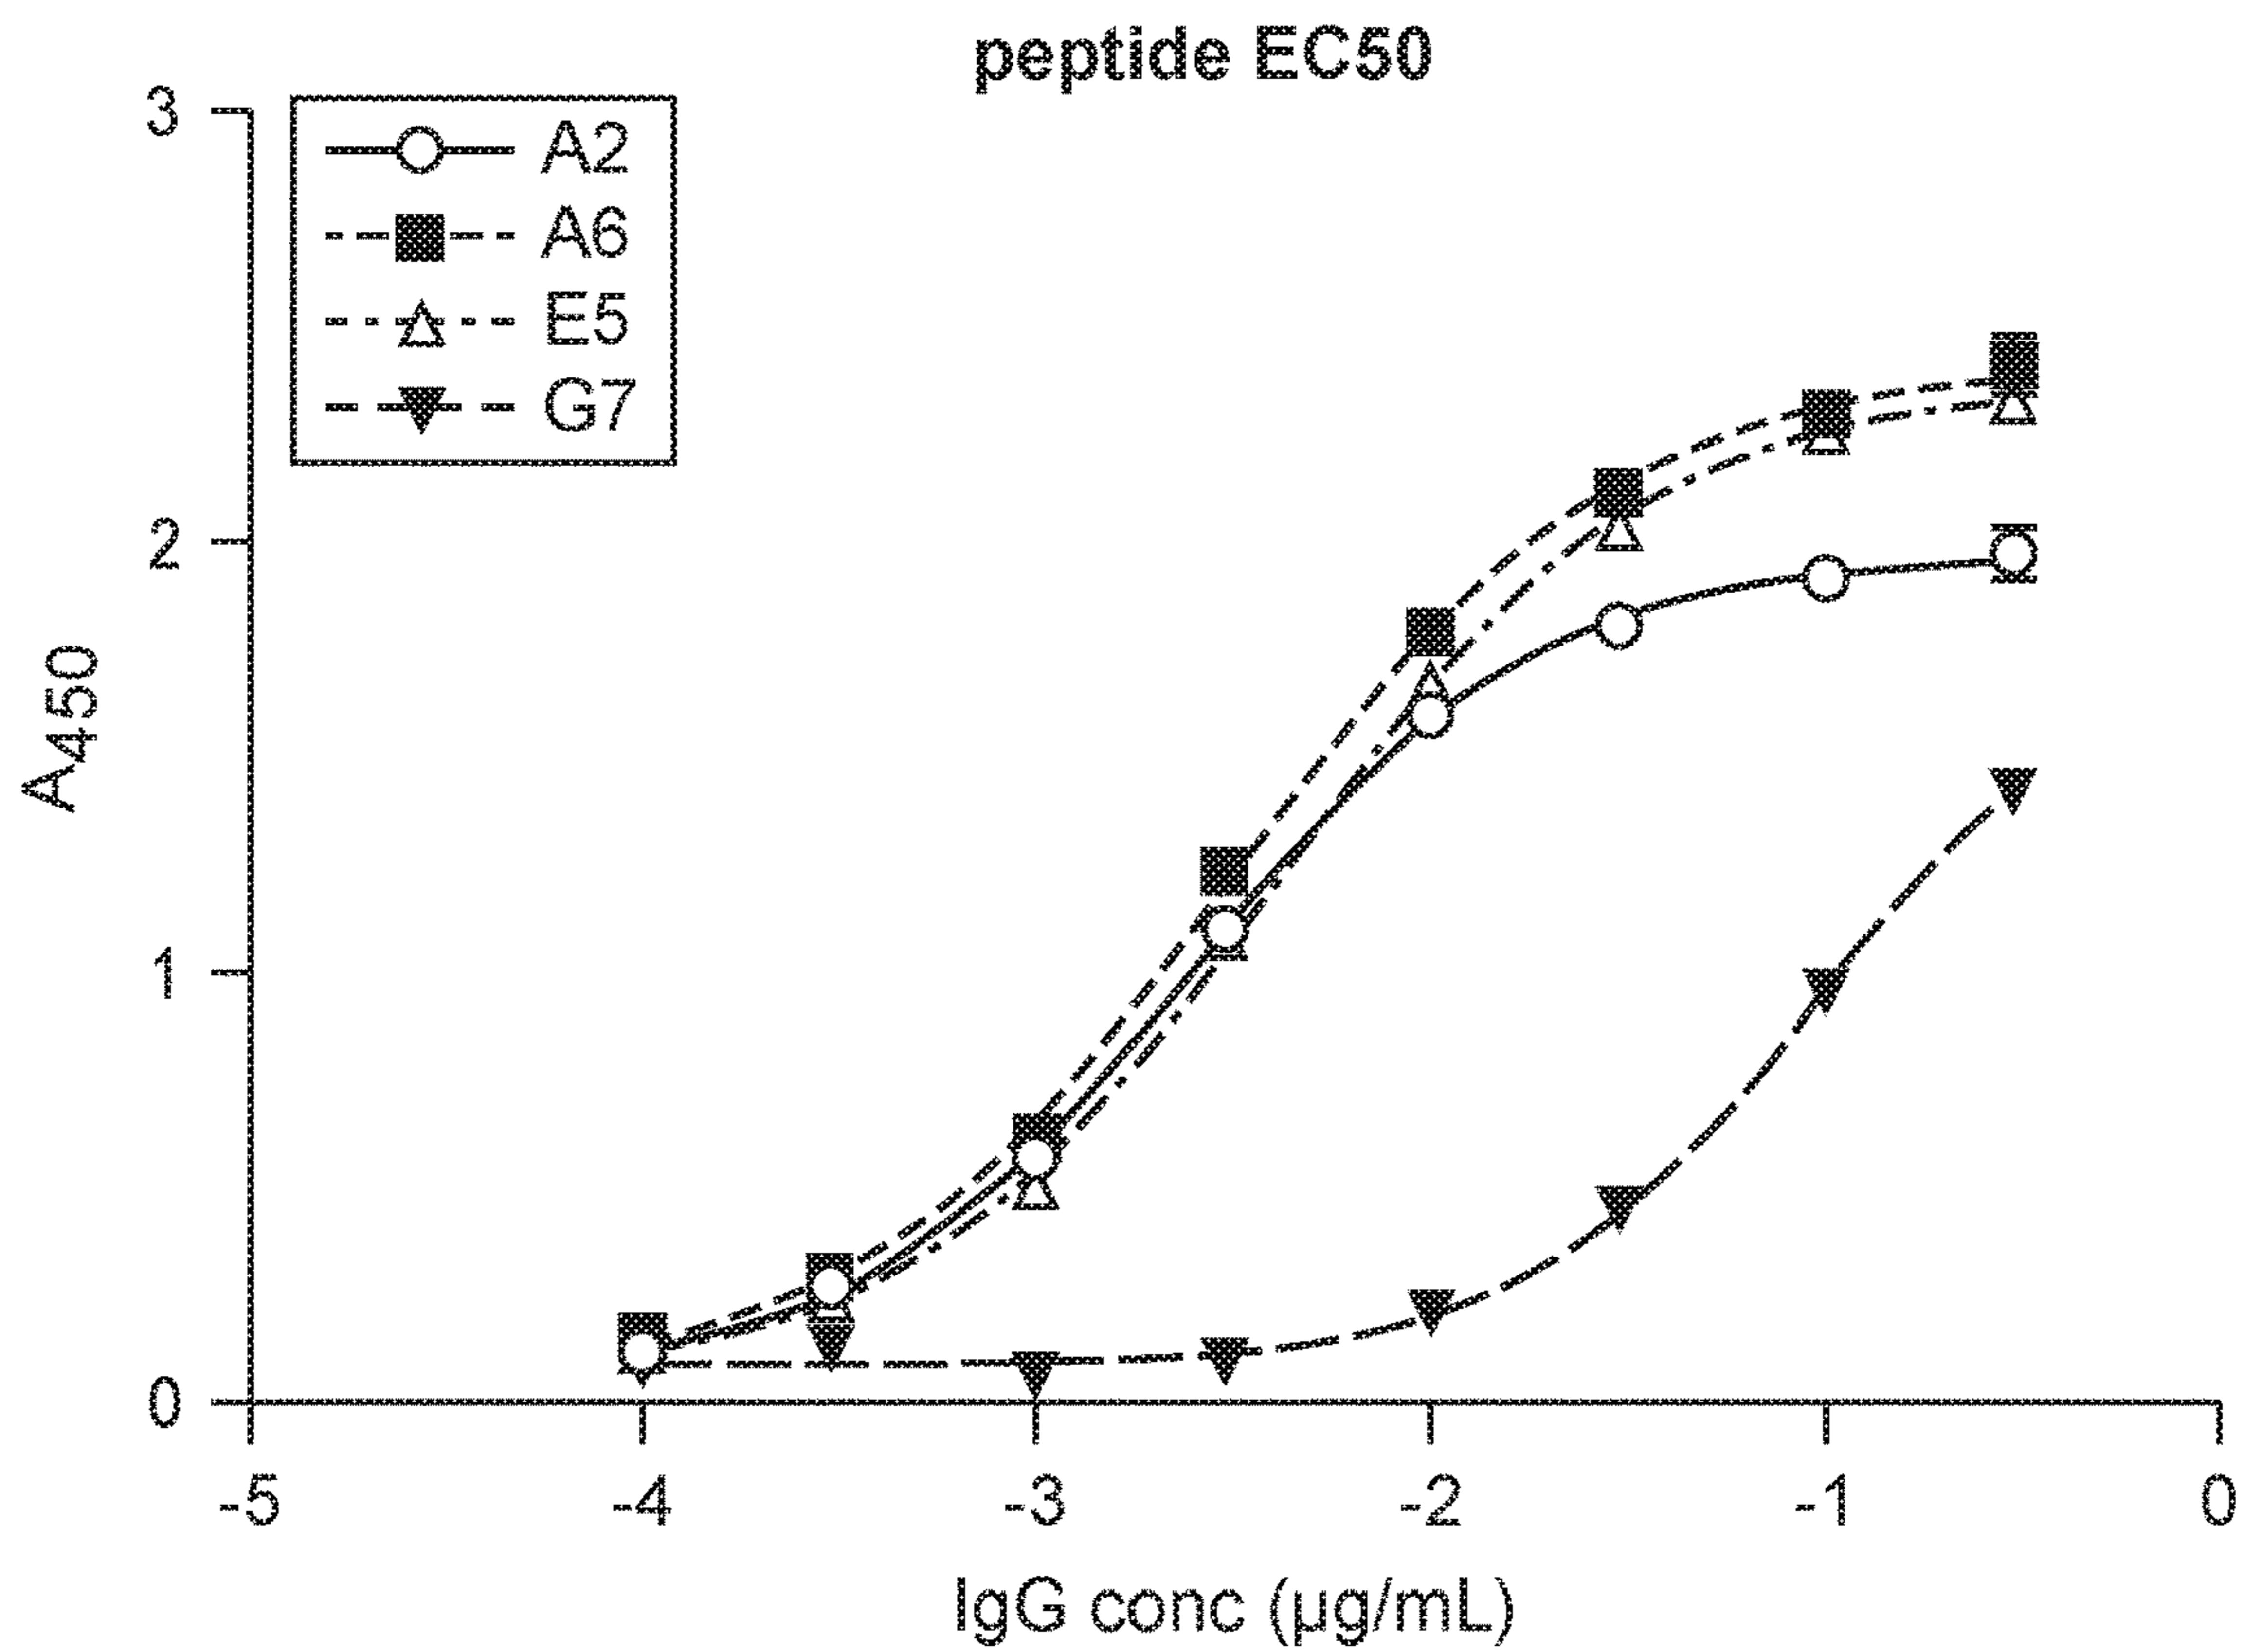 peptide EC50
3
2
1
0
A450
A2
A6
E5
G7
-5 -4 -3 -2 -1 0
IgG conc (µg/mL)